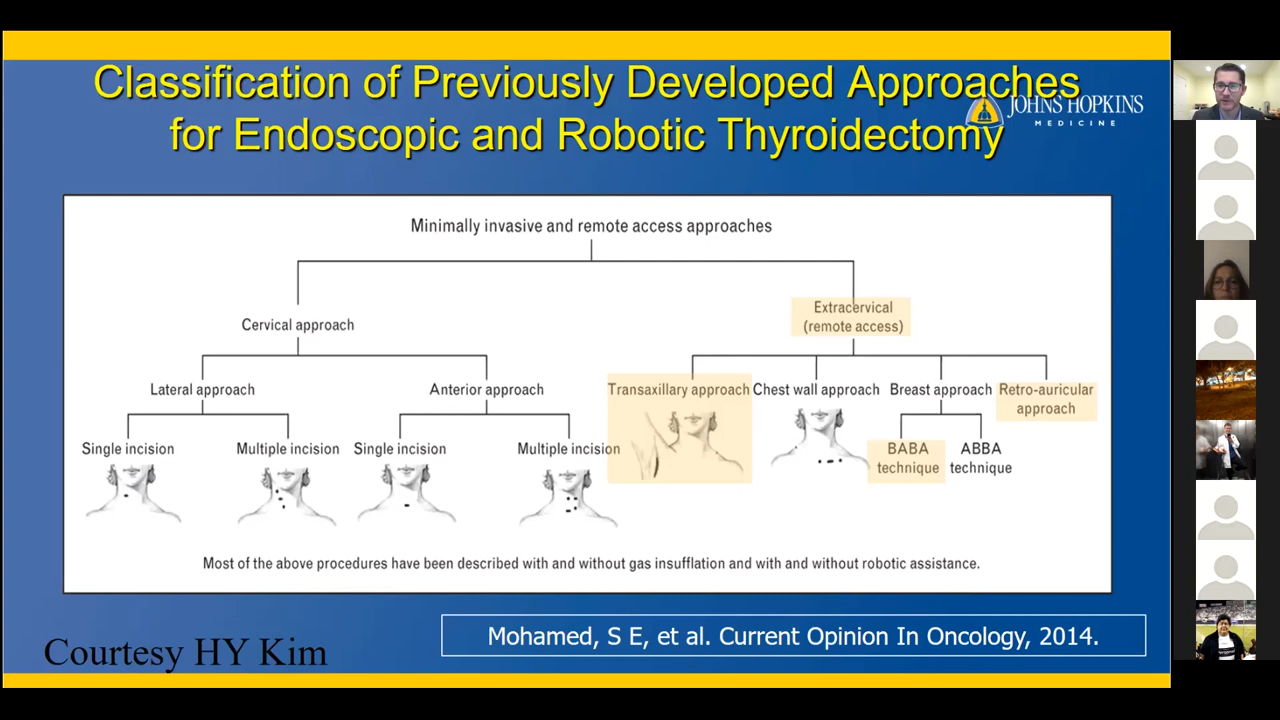 Classification of Previously Developed Approaches
for Endoscopic and Robotic Thyroidectomy
JOHNS HOPKINS
MEDICINE
Minimally invasive and remote access approaches
Cervical approach
Extracervical
(remote access)
Lateral approach
Anterior approach
Transaxillary approach
Chest wall approach
Breast approach
Retro-auricular
approach
Single incision
Multiple incision
Single incision
Multiple incision
BABA
technique
ABBA
technique
Most of the above procedures have been described with and without gas insufflation and with and without robotic assistance.
Courtesy HY Kim
Mohamed, S E, et al. Current Opinion In Oncology, 2014.